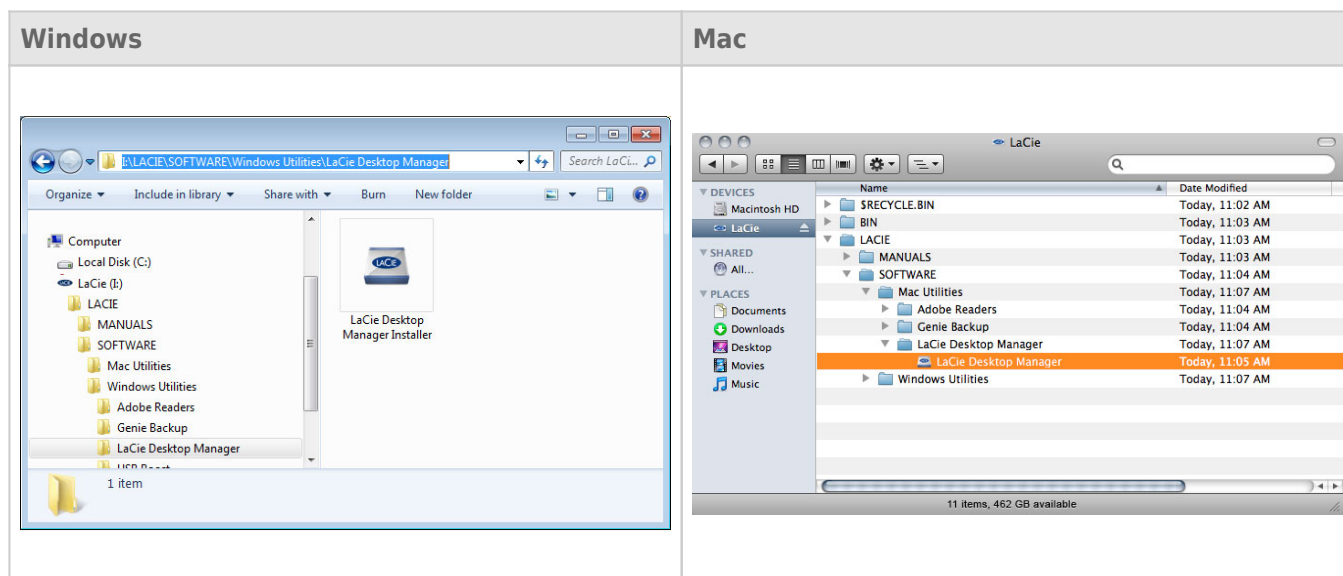 Windows
I:\LACIE\SOFTWARE\Windows Utilities\LaCie Desktop Manager
Search LaCi...
Organize Include in library Share with Burn New folder
Computer
Local Disk (C:)
LaCie (I:)
LACIE
MANUALS
SOFTWARE
Mac Utilities
Windows Utilities
Adobe Readers
Genie Backup
LaCie Desktop Manager
LACIE
LaCie Desktop
Manager Installer
1 item
Mac
LaCie
DEVICES
Macintosh HD
LaCie
SHARED
All...
PLACES
Documents
Downloads
Desktop
Movies
Music
Name Date Modified
$RECYCLE.BIN Today, 11:02 AM
BIN Today, 11:03 AM
LACIE Today, 11:03 AM
MANUALS Today, 11:03 AM
SOFTWARE Today, 11:04 AM
Mac Utilities Today, 11:07 AM
Adobe Readers Today, 11:04 AM
Genie Backup Today, 11:04 AM
LaCie Desktop Manager Today, 11:07 AM
LaCie Desktop Manager Today, 11:05 AM
Windows Utilities Today, 11:07 AM
11 items, 462 GB available